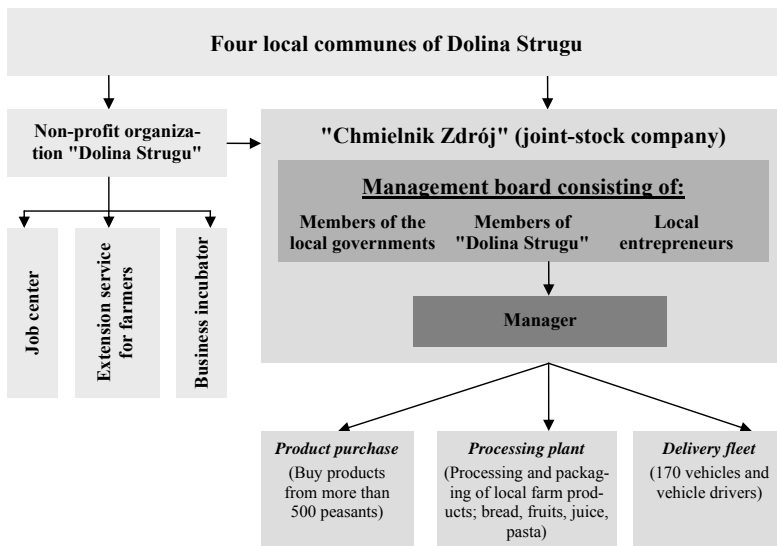 Four local communes of Dolina Strugu
Non-profit organiza-
tion "Dolina Strugu"
"Chmielnik Zdrój" (joint-stock company)
Management board consisting of:
Members of the
local governments
Members of
"Dolina Strugu"
Local
entrepreneurs
Manager
Job center
Extension service
for farmers
Business incubator
Product purchase
(Buy products
from more than
500 peasants)
Processing plant
(Processing and packag-
ing of local farm prod-
ucts; bread, fruits, juice,
pasta)
Delivery fleet
(170 vehicles and
vehicle drivers)